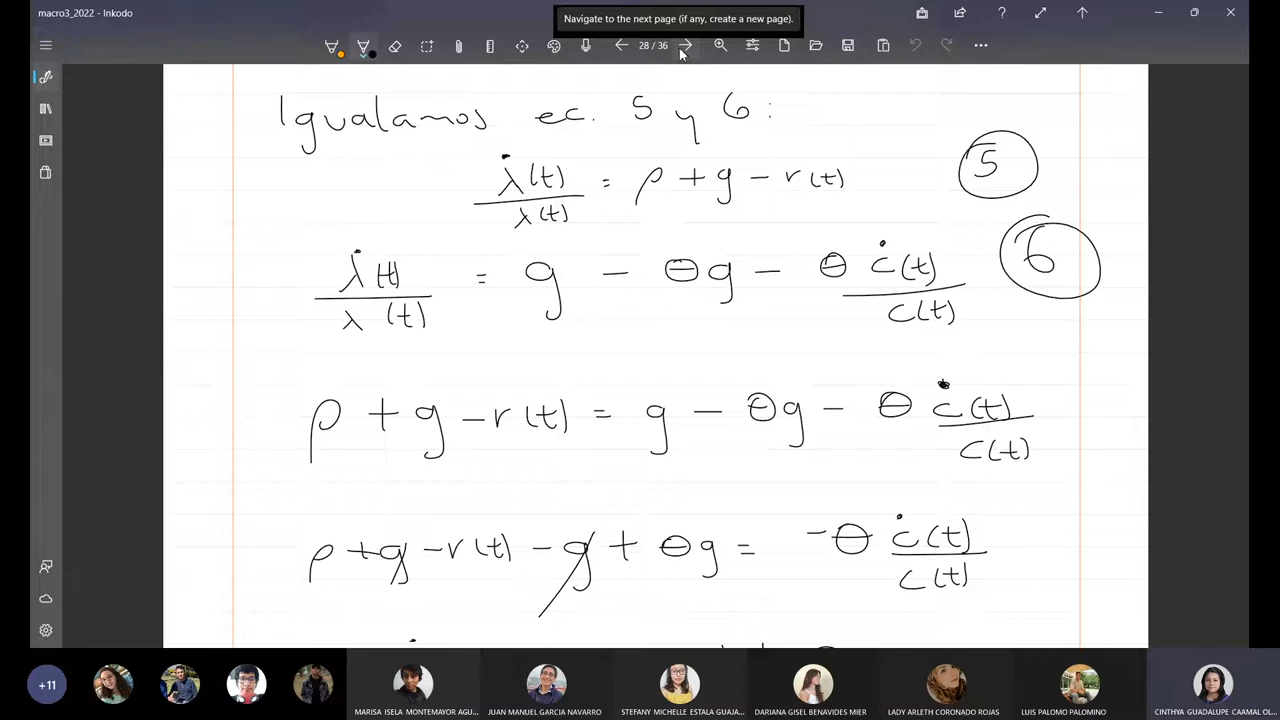 macro3_2022 - Inkodo
Navigate to the next page (if any, create a new page).
28 / 36
Igualamos ec. 5 y 6 :
λ̇(t)/λ(t) = ρ + g - r(t) 5
λ̇(t)/λ(t) = g - θg - θ ċ(t)/c(t) 6
ρ + g - r(t) = g - θg - θ ċ(t)/c(t)
ρ + g - r(t) - g + θg = -θ ċ(t)/c(t)
+11
MARISA ISELA MONTEMAYOR AGU...
JUAN MANUEL GARCIA NAVARRO
STEFANY MICHELLE ESTALA GUAJA...
DARIANA GISEL BENAVIDES MIER
LADY ARLETH CORONADO ROJAS
LUIS PALOMO PALOMINO
CINTHYA GUADALUPE CAAMAL OL...